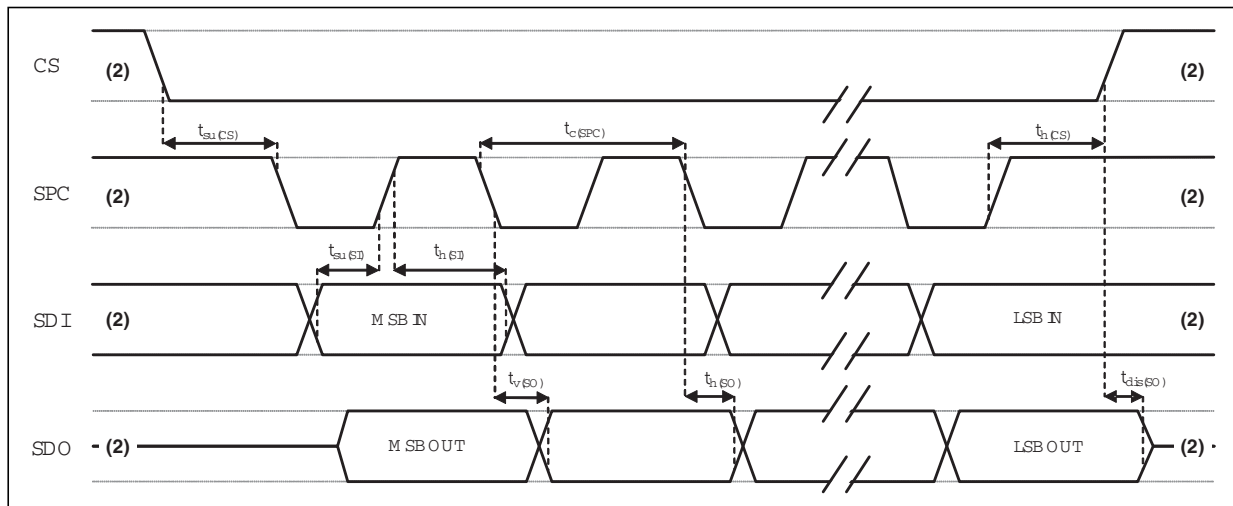 CS (2) (2)
tsu(CS) tc(SPC) th(CS)
SPC (2) (2)
tsu(SI) th(SI)
SDI (2) MSB IN LSB IN (2)
tv(SO) th(SO) tdis(SO)
SDO (2) MSB OUT LSB OUT (2)